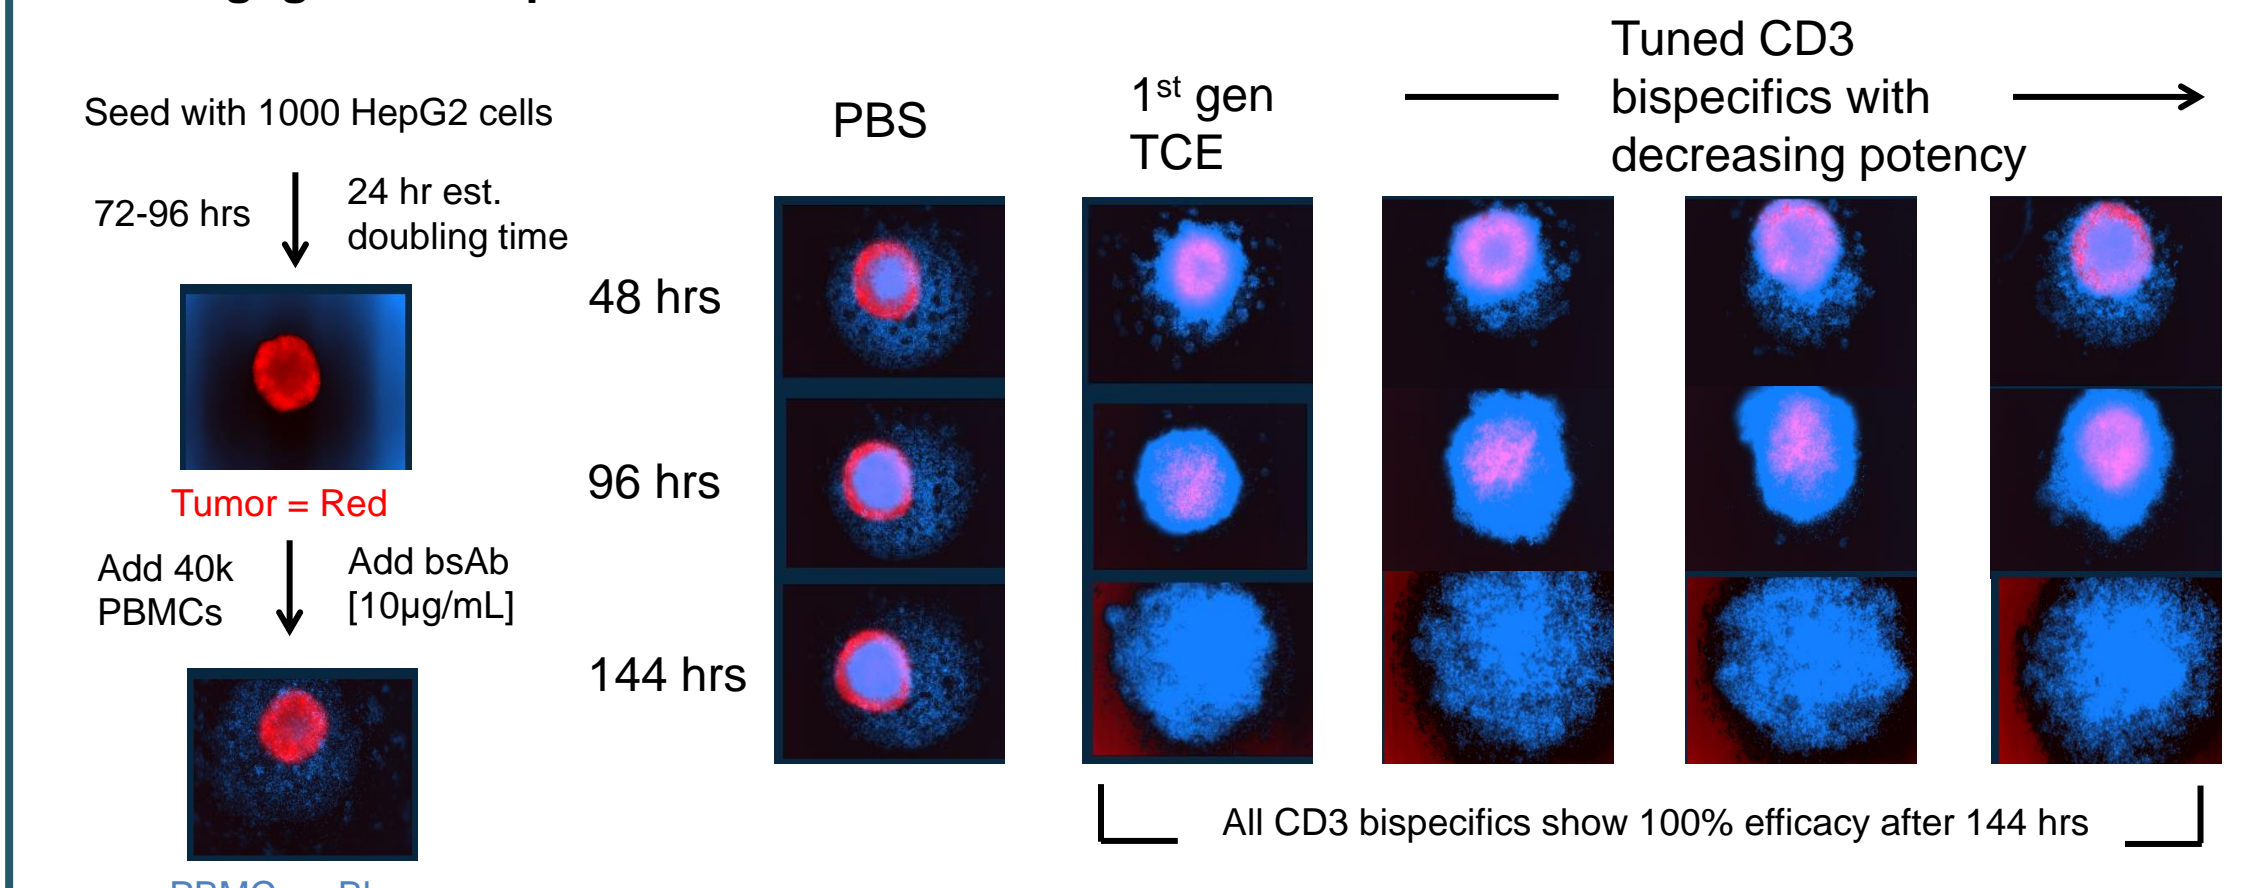 Seed with 1000 HepG2 cells
72-96 hrs
24 hr est.
doubling time
Tumor = Red
Add 40k
PBMCs
Add bsAb
[10µg/mL]
PBS
1st gen
TCE
Tuned CD3
bispecifics with
decreasing potency
48 hrs
96 hrs
144 hrs
All CD3 bispecifics show 100% efficacy after 144 hrs